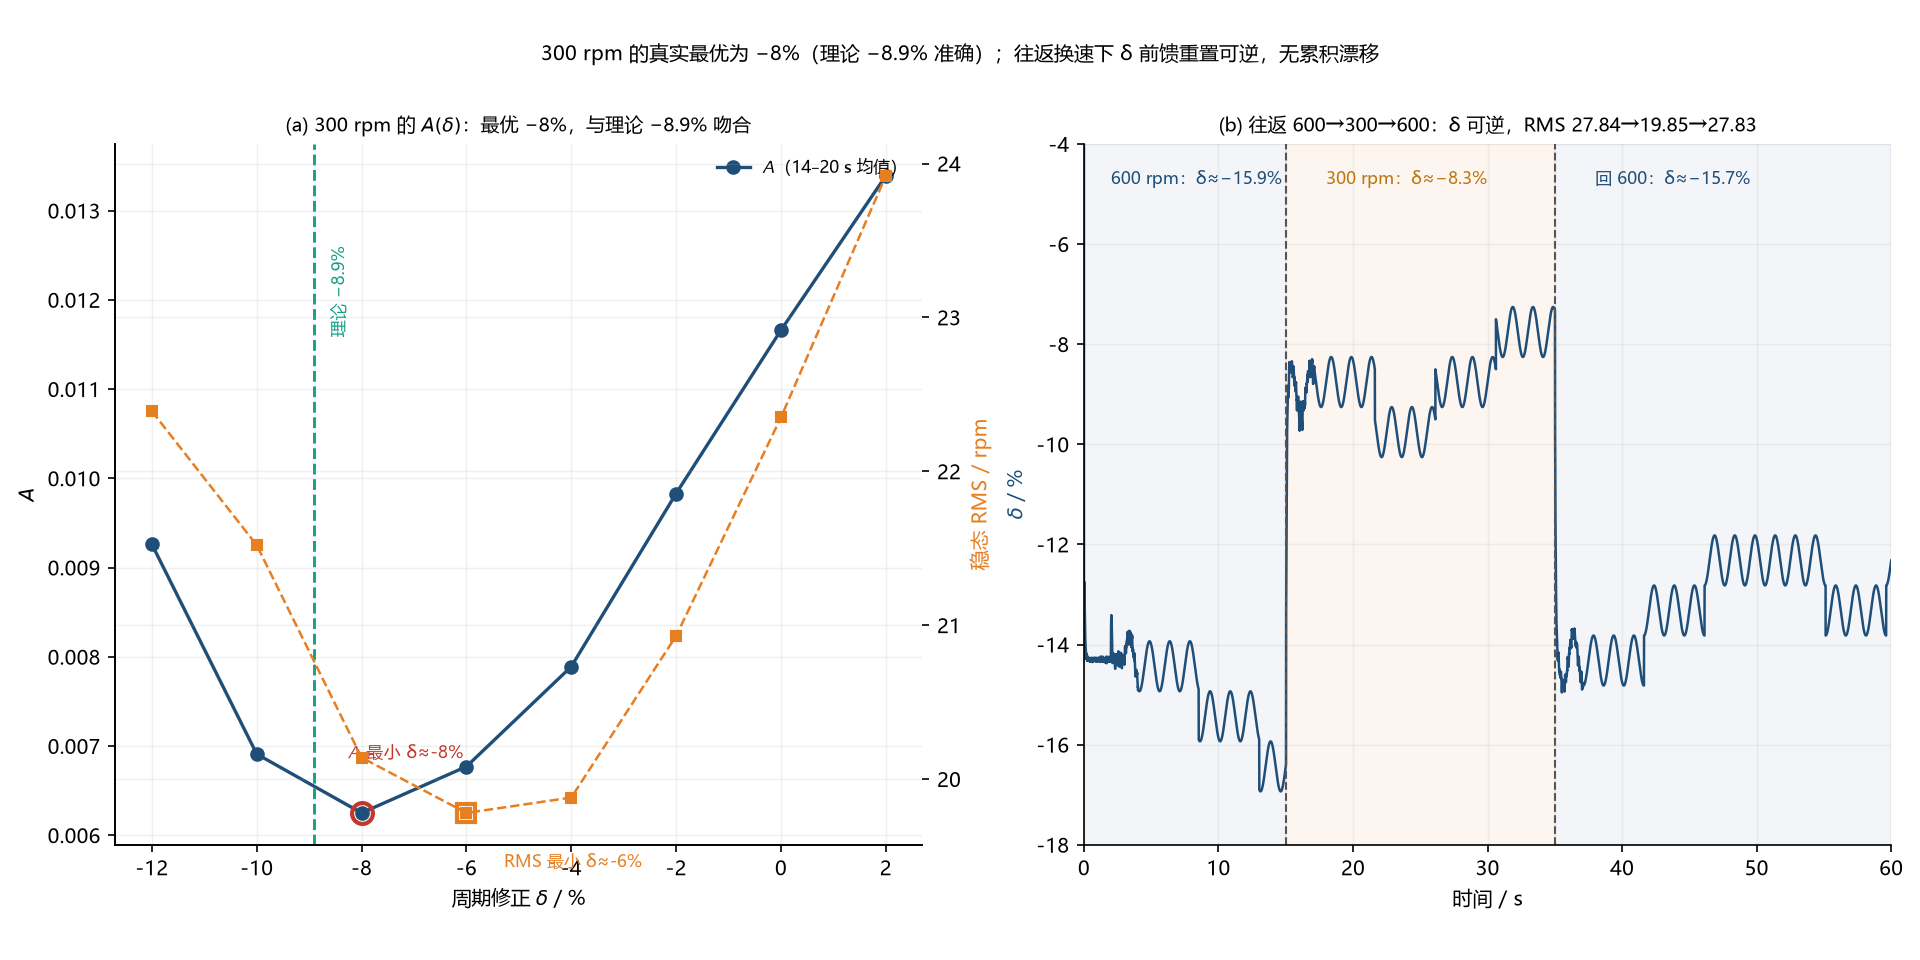 300 rpm 的真实最优为 −8%（理论 −8.9% 准确）；往返换速下 δ 前馈重置可逆，无累积漂移
(a) 300 rpm 的 A(δ)：最优 −8%，与理论 −8.9% 吻合
A（14–20 s 均值）
理论 −8.9%
A 最小 δ≈-8%
RMS 最小 δ≈-6%
0.013
0.012
0.011
0.010
0.009
0.008
0.007
0.006
A
24
23
22
21
20
稳态 RMS / rpm
-12 -10 -8 -6 -4 -2 0 2
周期修正 δ / %
(b) 往返 600→300→600：δ 可逆，RMS 27.84→19.85→27.83
600 rpm：δ≈−15.9% 300 rpm：δ≈−8.3% 回 600：δ≈−15.7%
-4
-6
-8
-10
-12
-14
-16
-18
δ / %
0 10 20 30 40 50 60
时间 / s